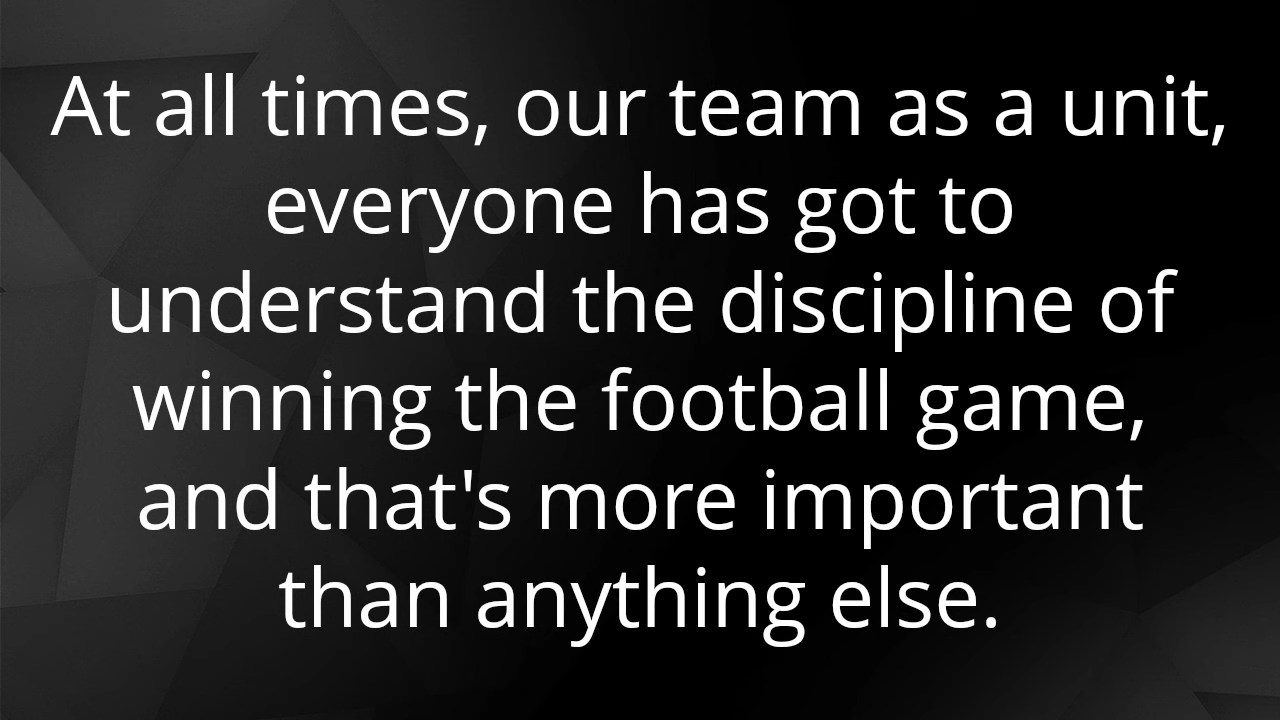 At all times, our team as a unit,
everyone has got to
understand the discipline of
winning the football game,
and that's more important
than anything else.